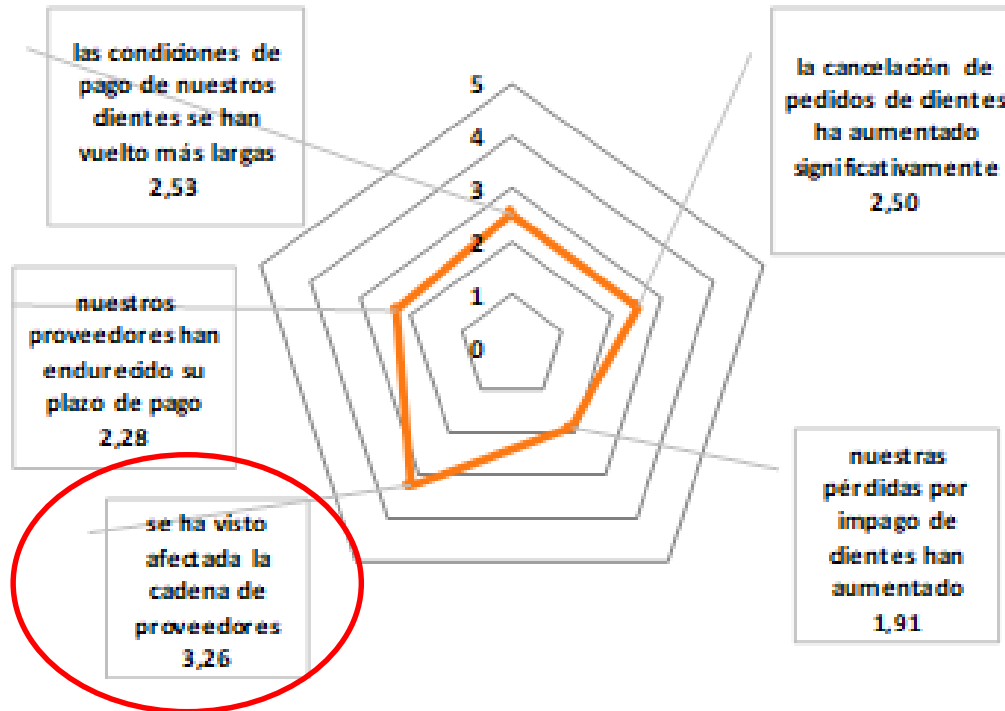 las condiciones de
pago de nuestros
clientes se han
vuelto más largas
2,53
la cancelación de
pedidos de clientes
ha aumentado
significativamente
2,50
5
4
3
2
1
0
nuestros
proveedores han
endurecido su
plazo de pago
2,28
se ha visto
afectada la
cadena de
proveedores
3,26
nuestras
pérdidas por
impago de
clientes han
aumentado
1,91